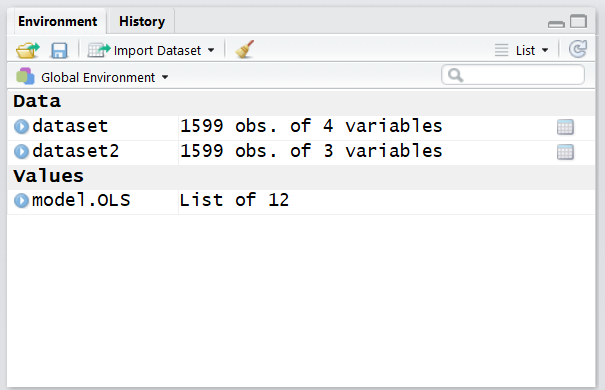 Environment History
Import Dataset List
Global Environment
Data
dataset 1599 obs. of 4 variables
dataset2 1599 obs. of 3 variables
Values
model.OLS List of 12